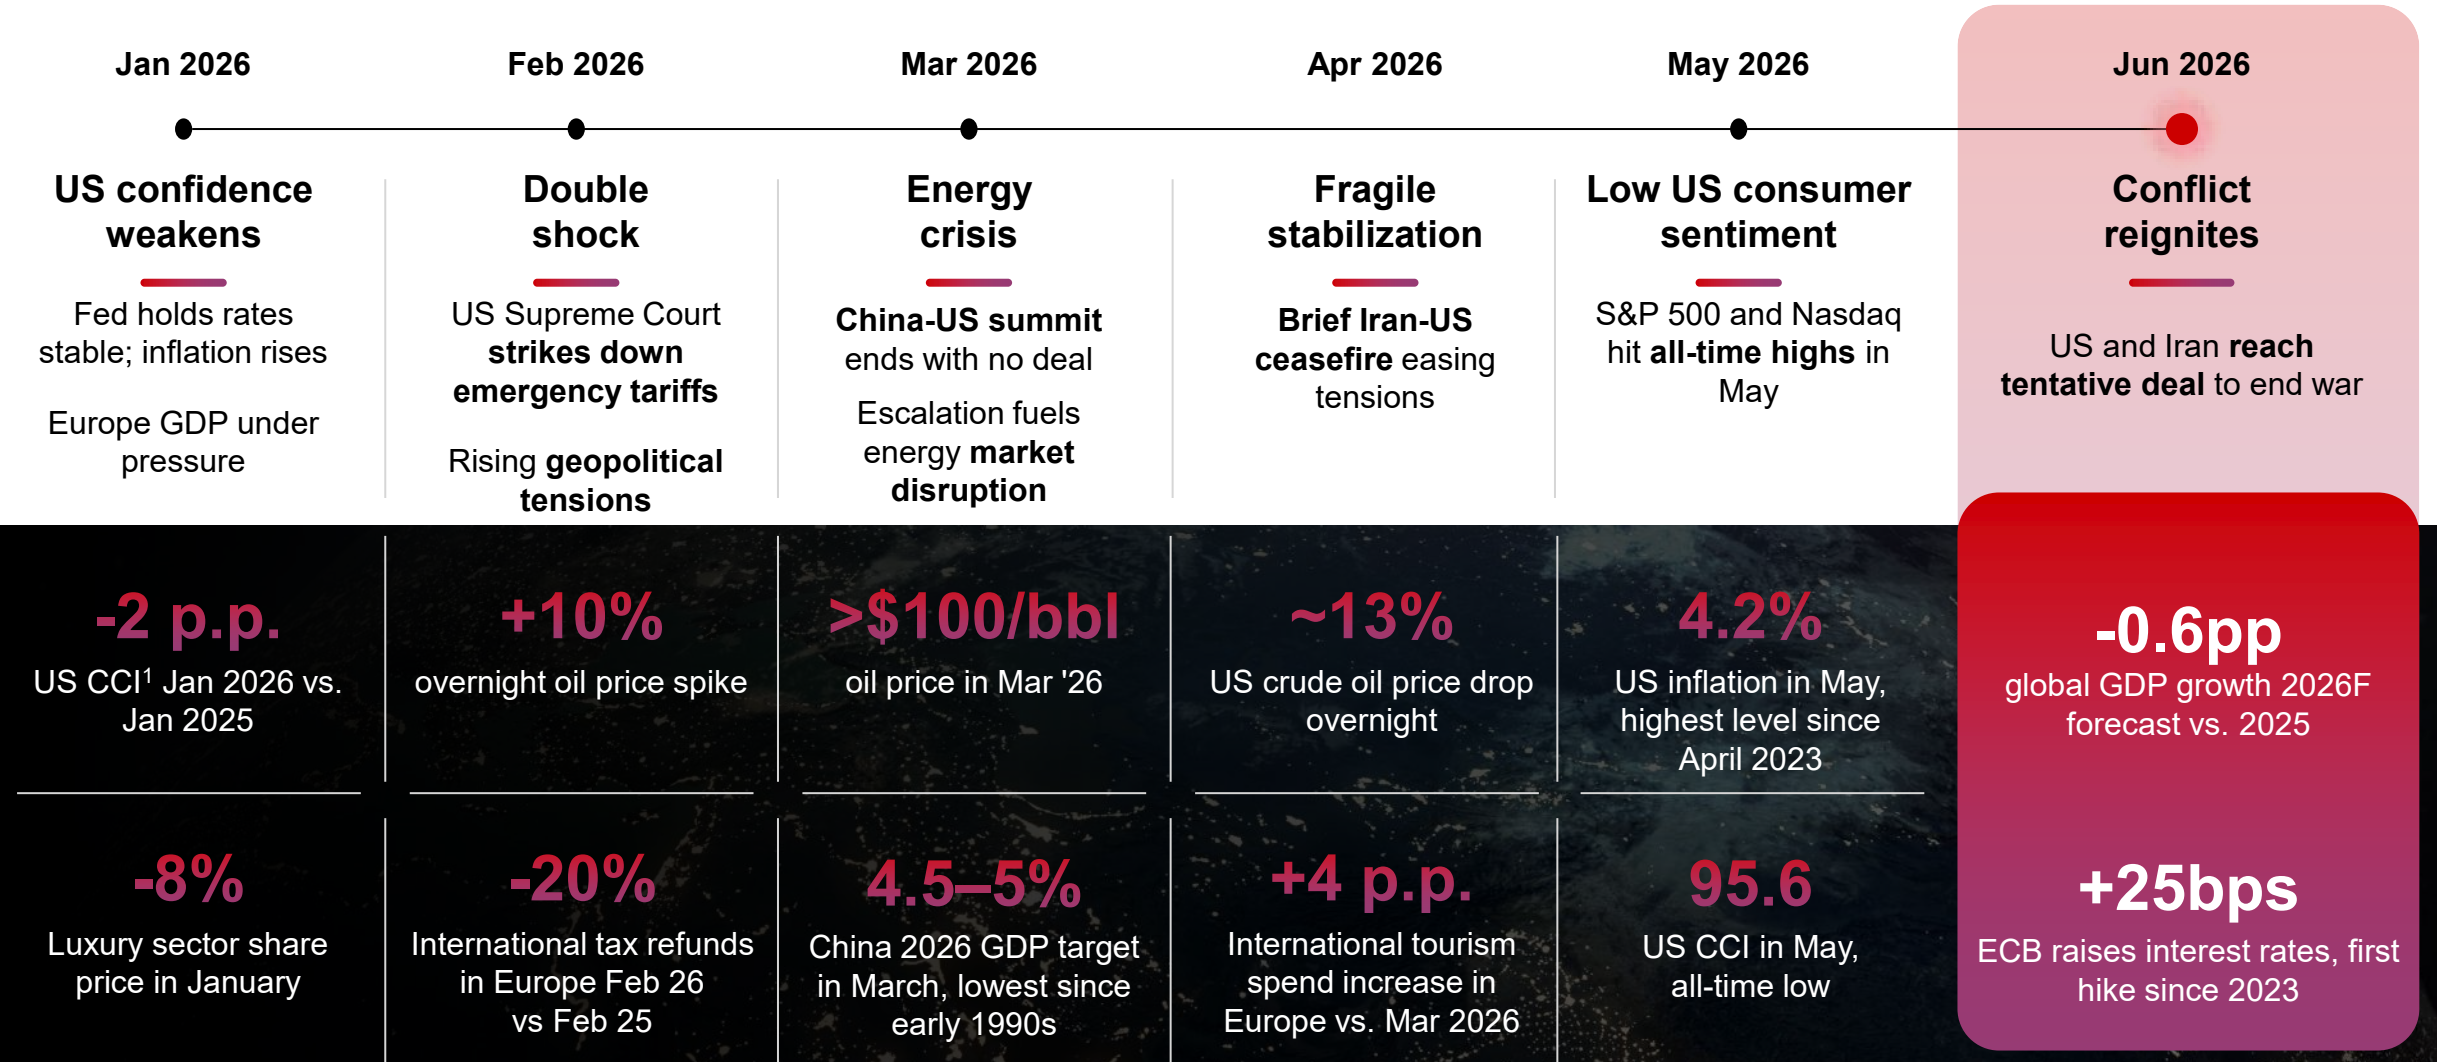 Jan 2026
US confidence
weakens
Fed holds rates
stable; inflation rises
Europe GDP under
pressure
-2 p.p.
US CCI¹ Jan 2026 vs.
Jan 2025
-8%
Luxury sector share
price in January
Feb 2026
Double
shock
US Supreme Court
strikes down
emergency tariffs
Rising geopolitical
tensions
+10%
overnight oil price spike
-20%
International tax refunds
in Europe Feb 26
vs Feb 25
Mar 2026
Energy
crisis
China-US summit
ends with no deal
Escalation fuels
energy market
disruption
>$100/bbl
oil price in Mar '26
4.5–5%
China 2026 GDP target
in March, lowest since
early 1990s
Apr 2026
Fragile
stabilization
Brief Iran-US
ceasefire easing
tensions
~13%
US crude oil price drop
overnight
+4 p.p.
International tourism
spend increase in
Europe vs. Mar 2026
May 2026
Low US consumer
sentiment
S&P 500 and Nasdaq
hit all-time highs in
May
4.2%
US inflation in May,
highest level since
April 2023
95.6
US CCI in May,
all-time low
Jun 2026
Conflict
reignites
US and Iran reach
tentative deal to end war
-0.6pp
global GDP growth 2026F
forecast vs. 2025
+25bps
ECB raises interest rates, first
hike since 2023